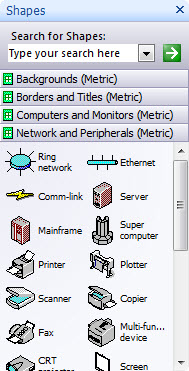 Shapes
Search for Shapes:
Type your search here
Backgrounds (Metric)
Borders and Titles (Metric)
Computers and Monitors (Metric)
Network and Peripherals (Metric)
Ring
network
Ethernet
Comm-link
Server
Mainframe
Super
computer
Printer
Plotter
Scanner
Copier
Fax
Multi-fun...
device
CRT
Screen